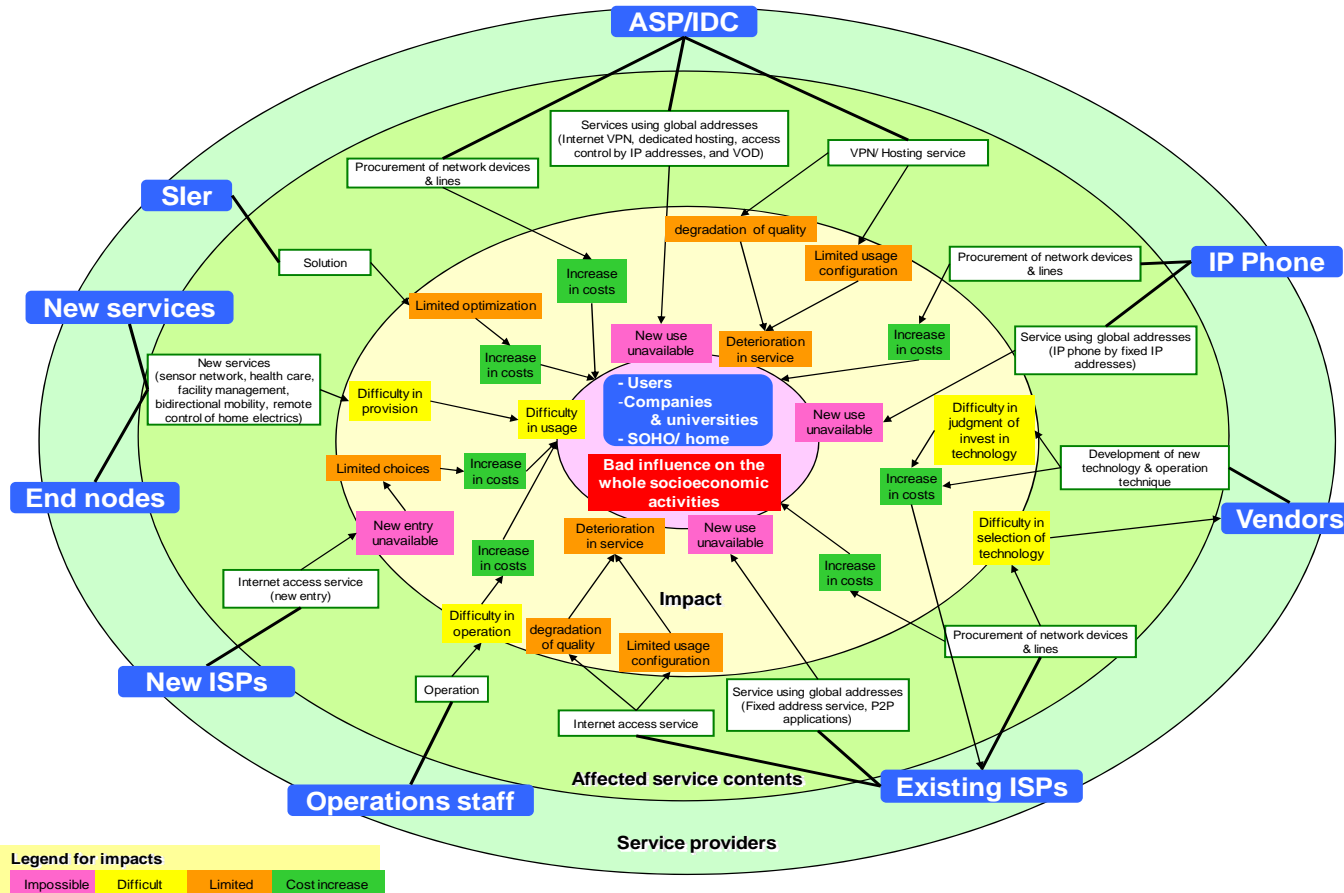 ASP/IDC
Services using global addresses
(Internet VPN, dedicated hosting, access
control by IP addresses, and VOD)
VPN/ Hosting service
Procurement of network devices
& lines
SIer
degradation of quality
Solution
Limited usage
configuration
Procurement of network devices
& lines
IP Phone
Increase
in costs
New services
Limited optimization
New use
unavailable
Deterioration
in service
Increase
in costs
Service using global addresses
(IP phone by fixed IP
addresses)
New services
(sensor network, health care,
facility management,
bidirectional mobility, remote
control of home electrics)
Increase
in costs
Difficulty in
provision
Difficulty
in usage
- Users
-Companies
& universities
- SOHO/ home
New use
unavailable
Difficulty in
judgment of
invest in
technology
Limited choices
Increase
in costs
Bad influence on the
whole socioeconomic
activities
Increase
in costs
Development of new
technology & operation
technique
End nodes
Vendors
New entry
unavailable
Deterioration
in service
New use
unavailable
Difficulty in
selection of
technology
Increase
in costs
Increase
in costs
Internet access service
(new entry)
Impact
Difficulty in
operation
degradation
of quality
Limited usage
configuration
Procurement of network devices
& lines
New ISPs
Operation
Service using global addresses
(Fixed address service, P2P
applications)
Internet access service
Affected service contents
Existing ISPs
Operations staff
Service providers
Legend for impacts
Impossible
Difficult
Limited
Cost increase